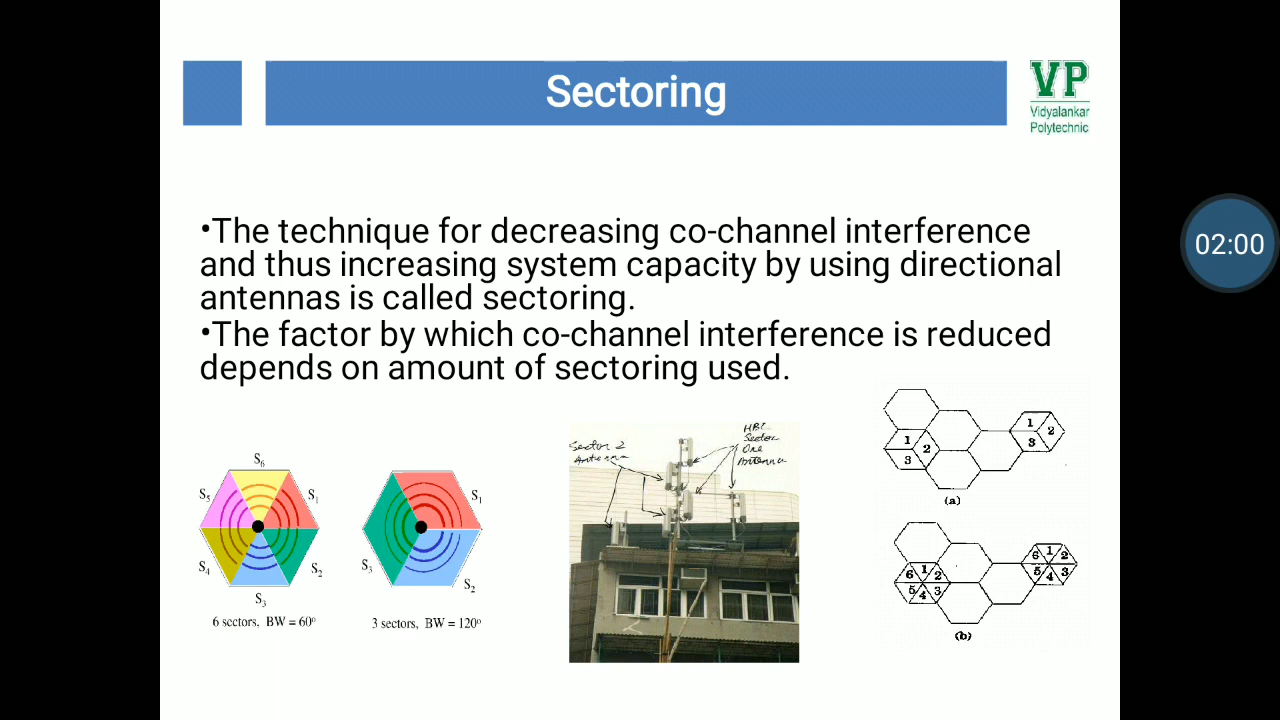 Sectoring
VP
Vidyalankar
Polytechnic
02:00
•The technique for decreasing co-channel interference
and thus increasing system capacity by using directional
antennas is called sectoring.
•The factor by which co-channel interference is reduced
depends on amount of sectoring used.
S6
S5
S1
S4
S2
S3
6 sectors, BW = 60º
S1
S3
S2
3 sectors, BW = 120º
Sector 2
Antenna
HBL
Sector
One
Antenna
1
2
3
1
2
3
(a)
6 1 2
5 4 3
6 1 2
5 4 3
(b)